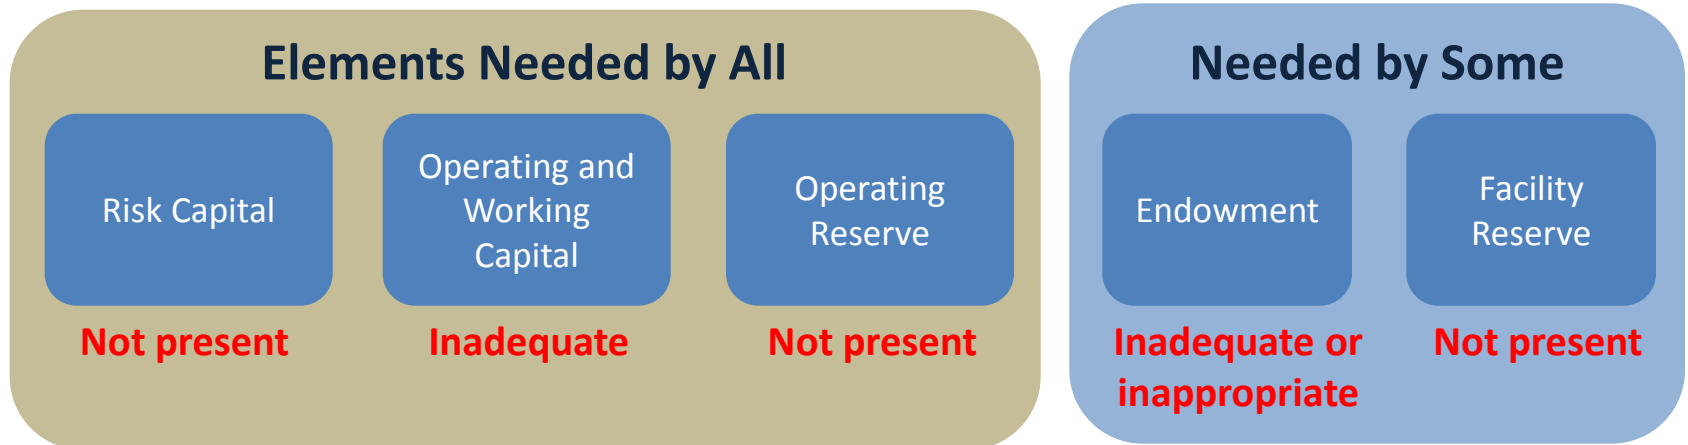 Elements Needed by All
Risk Capital
Operating and
Working
Capital
Operating
Reserve
Not present
Inadequate
Not present
Needed by Some
Endowment
Facility
Reserve
Inadequate or
inappropriate
Not present